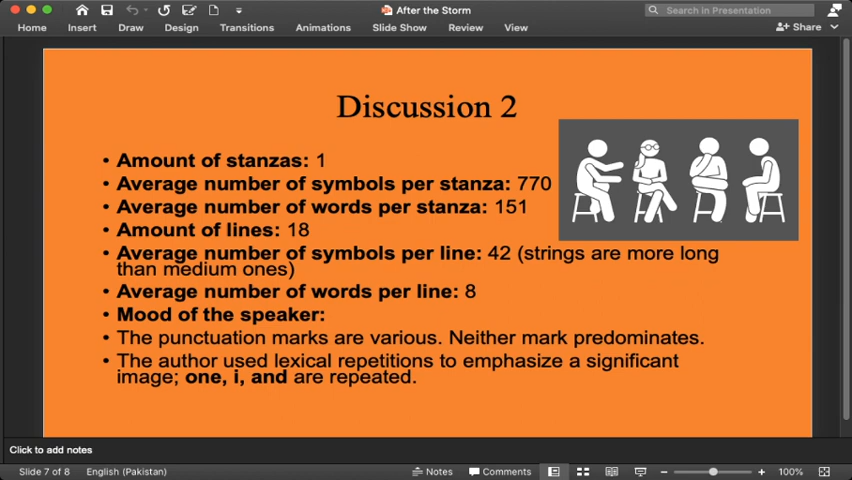 After the Storm
Search in Presentation
Home Insert Draw Design Transitions Animations Slide Show Review View Share
Discussion 2
• Amount of stanzas: 1
• Average number of symbols per stanza: 770
• Average number of words per stanza: 151
• Amount of lines: 18
• Average number of symbols per line: 42 (strings are more long
than medium ones)
• Average number of words per line: 8
• Mood of the speaker:
• The punctuation marks are various. Neither mark predominates.
• The author used lexical repetitions to emphasize a significant
image; one, i, and are repeated.
Click to add notes
Slide 7 of 8 English (Pakistan) Notes Comments 100%